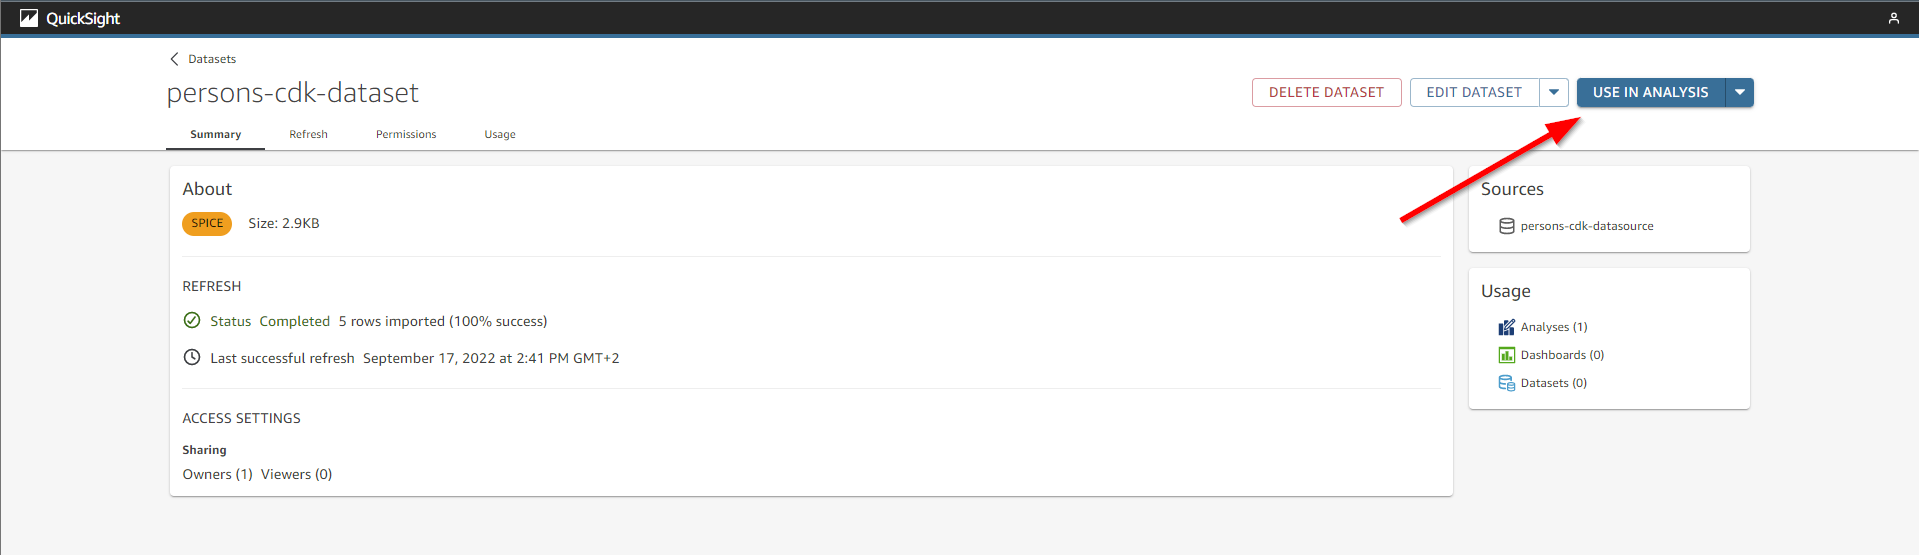 QuickSight
Datasets
persons-cdk-dataset
DELETE DATASET
EDIT DATASET
USE IN ANALYSIS
Summary
Refresh
Permissions
Usage
About
SPICE
Size: 2.9KB
REFRESH
Status Completed 5 rows imported (100% success)
Last successful refresh September 17, 2022 at 2:41 PM GMT+2
ACCESS SETTINGS
Sharing
Owners (1) Viewers (0)
Sources
persons-cdk-datasource
Usage
Analyses (1)
Dashboards (0)
Datasets (0)